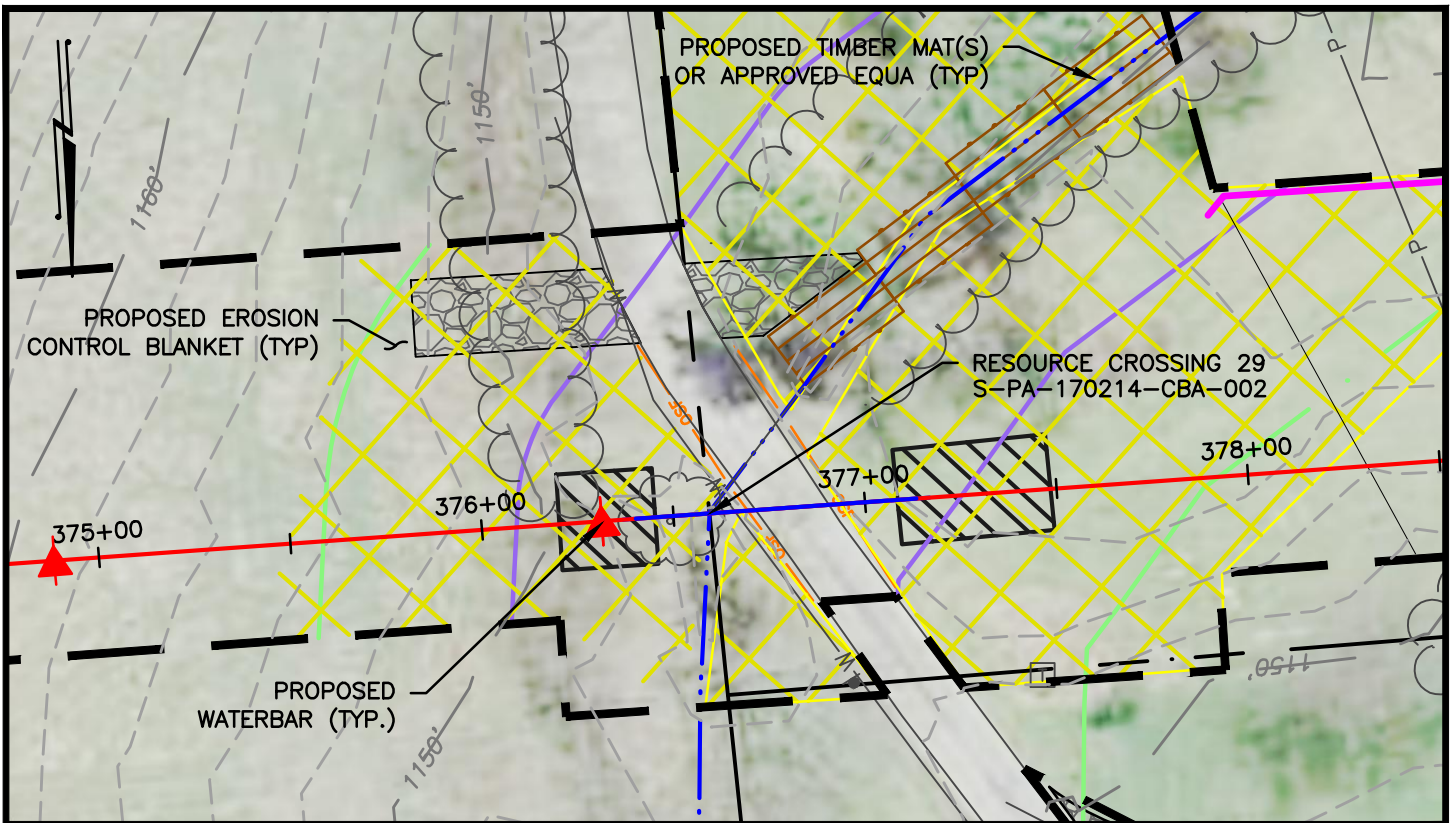 PROPOSED TIMBER MAT(S)
OR APPROVED EQUA (TYP)
1150'
1160'
P
P
PROPOSED EROSION
CONTROL BLANKET (TYP)
RESOURCE CROSSING 29
S-PA-170214-CBA-002
375+00
376+00
377+00
378+00
PROPOSED
WATERBAR (TYP.)
1150'
1150'